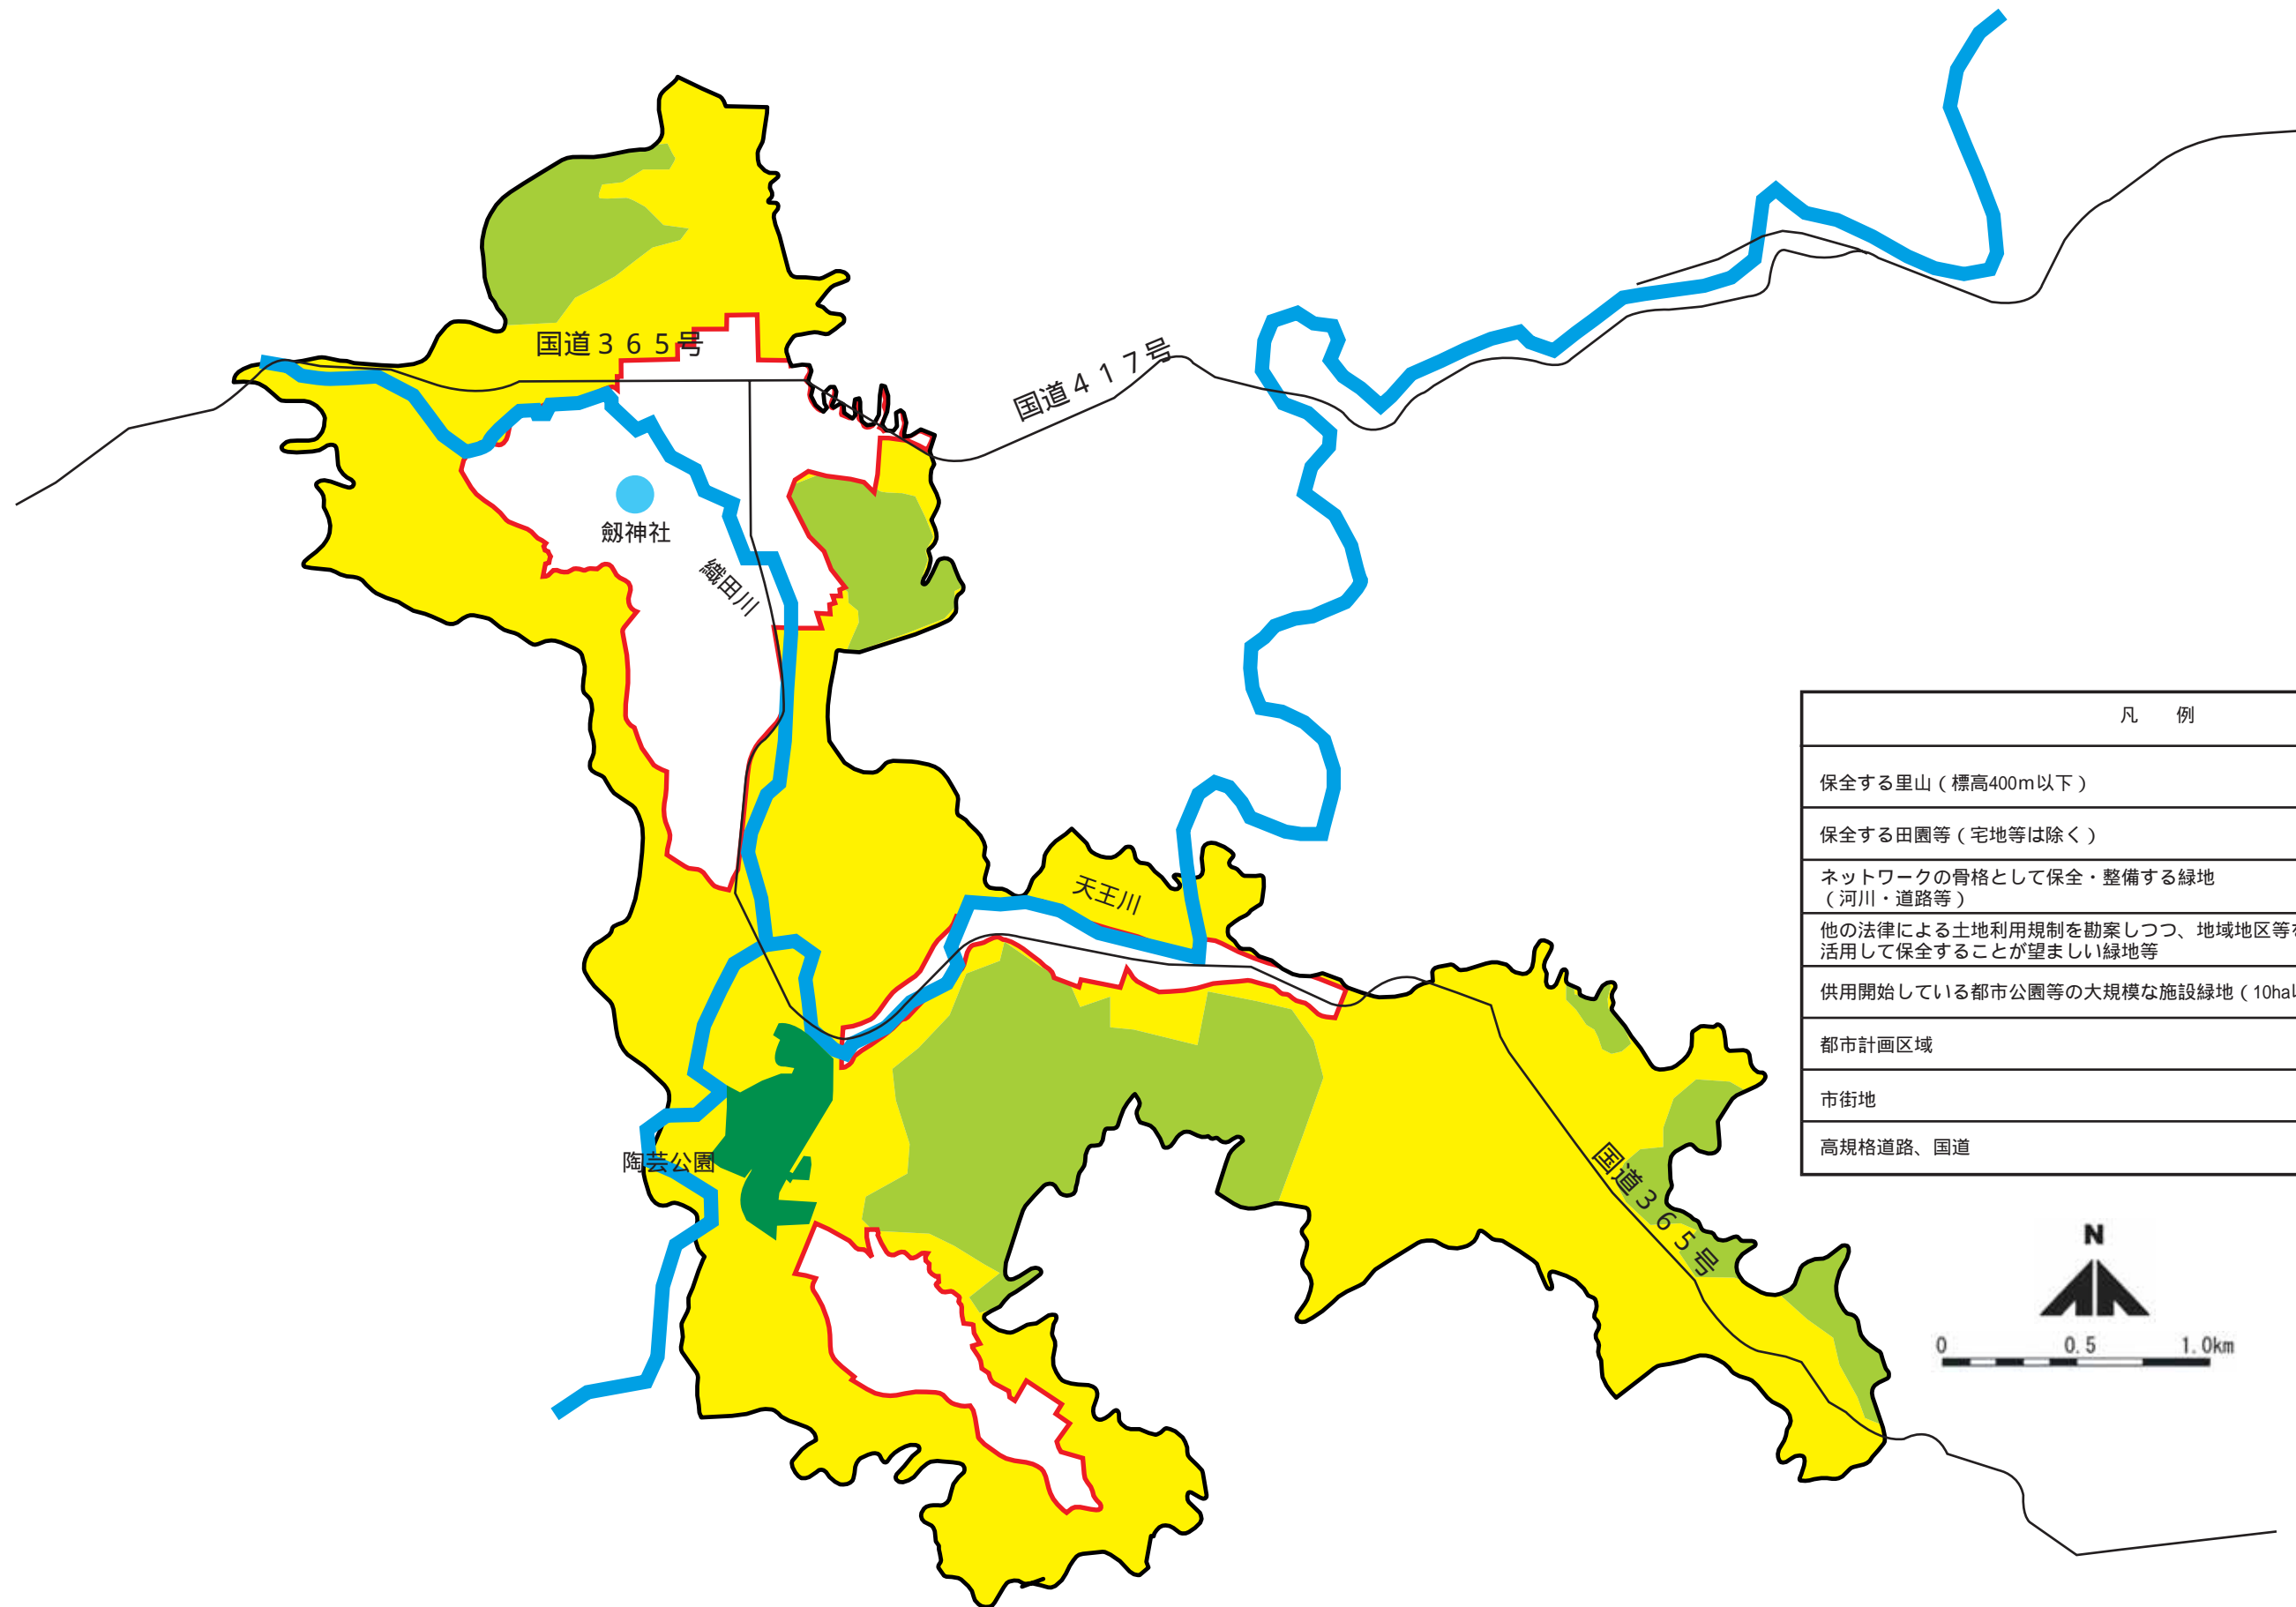 国道３６５号
国道４１７号
劔神社
織田川
天王川
陶芸公園
国道３６５号
凡　例
保全する里山（標高400m以下）
保全する田園等（宅地等は除く）
ネットワークの骨格として保全・整備する緑地
（河川・道路等）
他の法律による土地利用規制を勘案しつつ、地域地区等
活用して保全することが望ましい緑地等
供用開始している都市公園等の大規模な施設緑地（10ha
都市計画区域
市街地
高規格道路、国道
N
0 0.5 1.0km